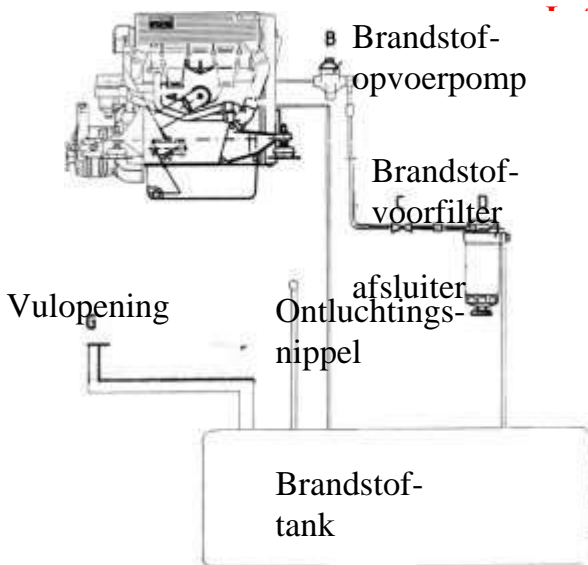 B
Brandstof-
opvoerpomp
Brandstof-
voorfilter
C
D
afsluiter
Vulopening
G
Ontluchtings-
nippel
Brandstof-
tank